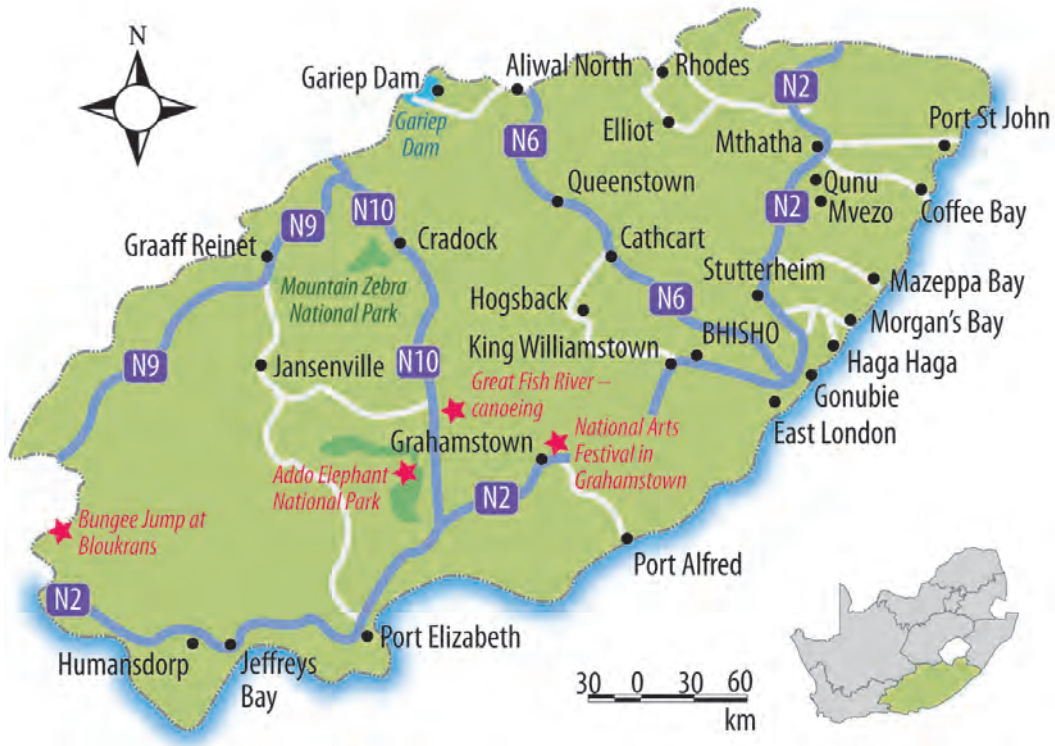 N
Gariep Dam
Gariep
Dam
Aliwal North
Rhodes
N2
Elliot
N6
Mthatha
Port St John
Queenstown
Qunu
Mvezo
N2
Coffee Bay
N10
N9
Graaff Reinet
Cradock
Cathcart
Stutterheim
Mountain Zebra
National Park
Hogsback
N6
Mazeppa Bay
Morgan's Bay
BHISHO
King Williamstown
Haga Haga
N9
Jansenville
N10
Great Fish River –
canoeing
Gonubie
East London
Grahamstown
National Arts
Festival in
Grahamstown
Addo Elephant
National Park
N2
Bungee Jump at
Bloukrans
Port Alfred
N2
Humansdorp
Jeffreys
Bay
Port Elizabeth
30 0 30 60
km